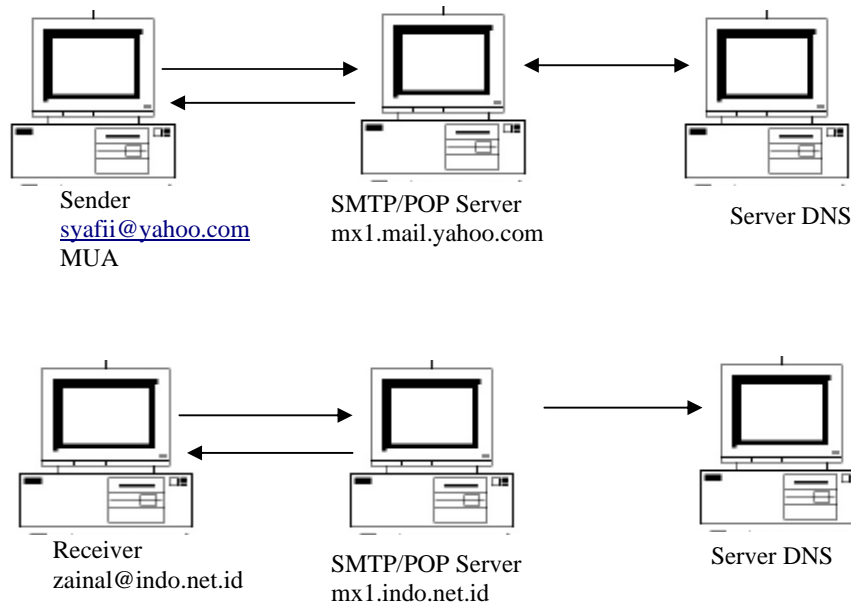 Sender
syafii@yahoo.com
MUA
SMTP/POP Server
mx1.mail.yahoo.com
Server DNS
Receiver
zainal@indo.net.id
SMTP/POP Server
mx1.indo.net.id
Server DNS